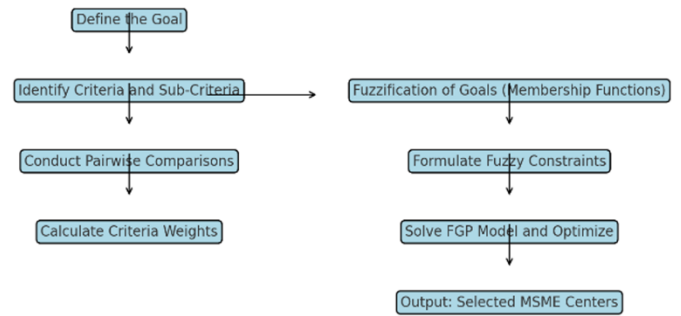 Define the Goal
Identify Criteria and Sub-Criteria
Conduct Pairwise Comparisons
Calculate Criteria Weights
Fuzzification of Goals (Membership Functions)
Formulate Fuzzy Constraints
Solve FGP Model and Optimize
Output: Selected MSME Centers